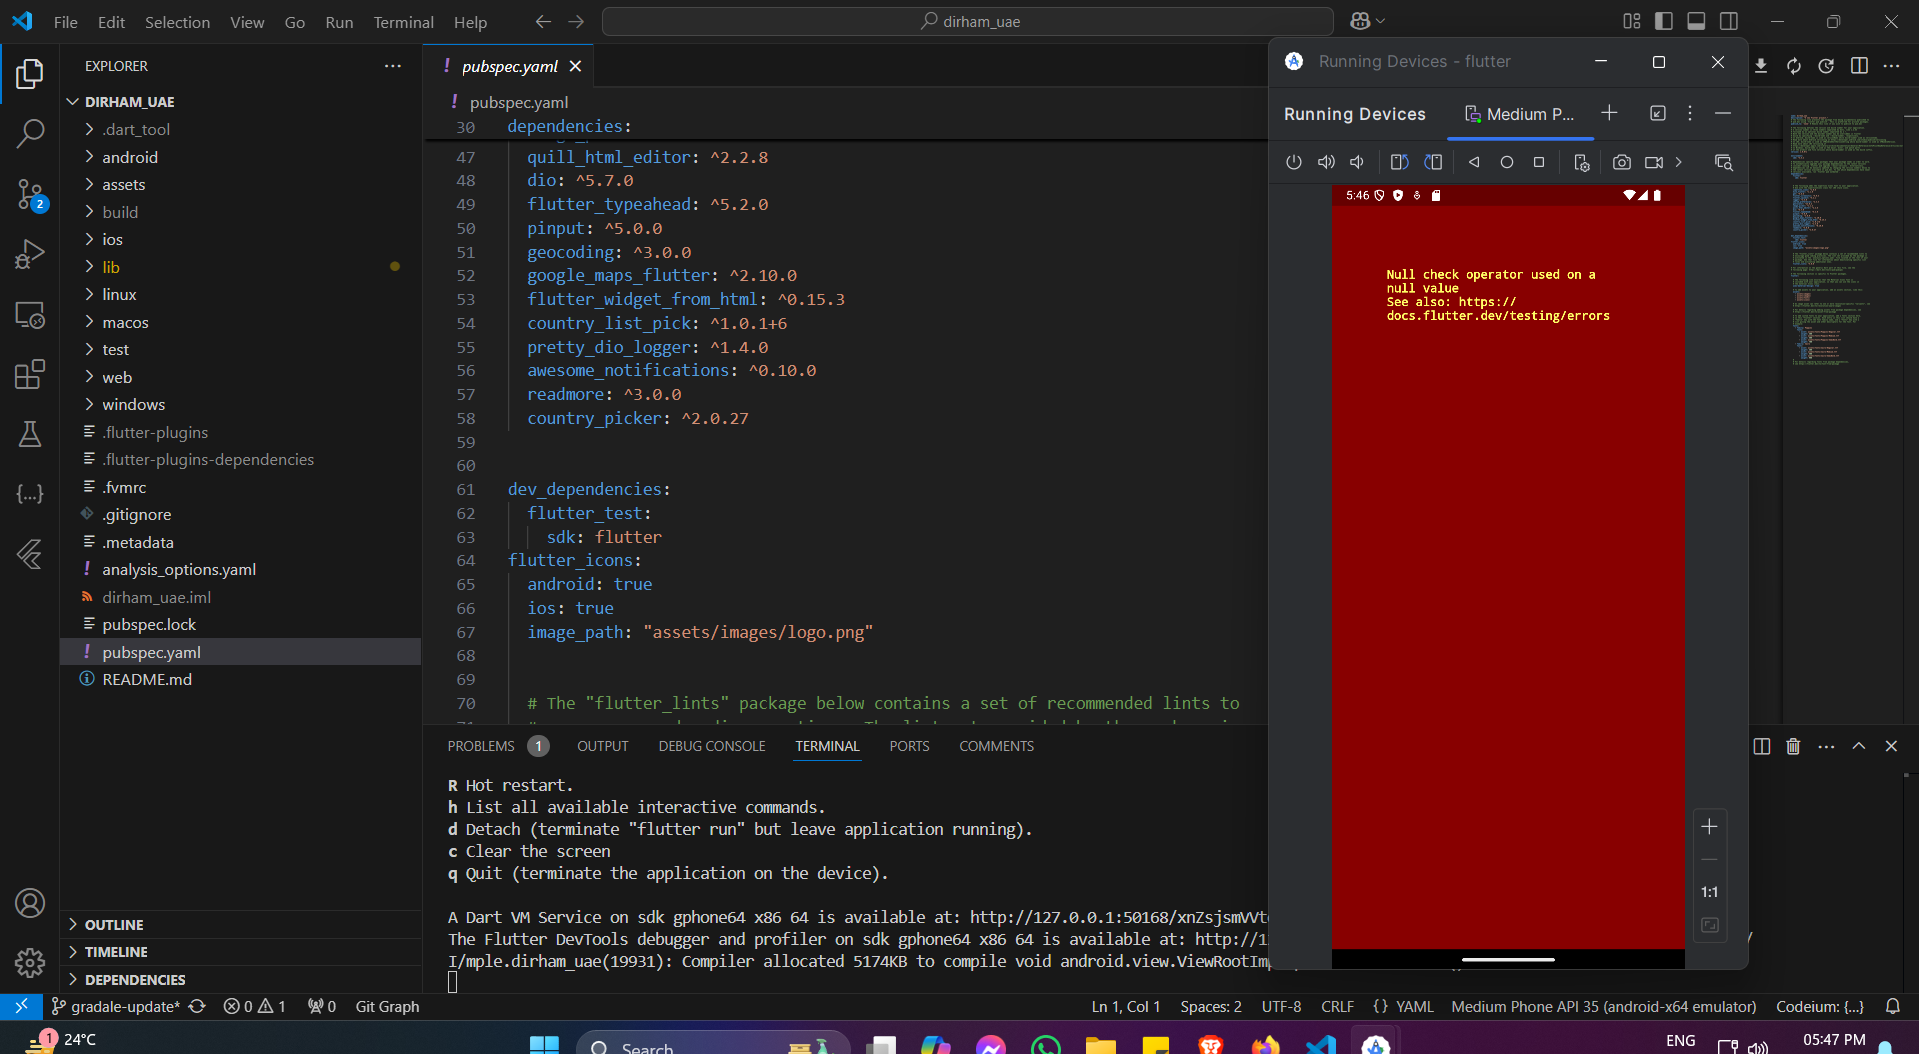 File Edit Selection View Go Run Terminal Help
dirham_uae
EXPLORER
DIRHAM_UAE
.dart_tool
android
assets
build
ios
lib
linux
macos
test
web
windows
.flutter-plugins
.flutter-plugins-dependencies
.fvmrc
.gitignore
.metadata
analysis_options.yaml
dirham_uae.iml
pubspec.lock
pubspec.yaml
README.md
OUTLINE
TIMELINE
DEPENDENCIES
2
! pubspec.yaml
! pubspec.yaml
30 dependencies:
47 quill_html_editor: ^2.2.8
48 dio: ^5.7.0
49 flutter_typeahead: ^5.2.0
50 pinput: ^5.0.0
51 geocoding: ^3.0.0
52 google_maps_flutter: ^2.10.0
53 flutter_widget_from_html: ^0.15.3
54 country_list_pick: ^1.0.1+6
55 pretty_dio_logger: ^1.4.0
56 awesome_notifications: ^0.10.0
57 readmore: ^3.0.0
58 country_picker: ^2.0.27
59
60
61 dev_dependencies:
62 flutter_test:
63 sdk: flutter
64 flutter_icons:
65 android: true
66 ios: true
67 image_path: "assets/images/logo.png"
68
69
70 # The "flutter_lints" package below contains a set of recommended lints to
PROBLEMS 1 OUTPUT DEBUG CONSOLE TERMINAL PORTS COMMENTS
R Hot restart.
h List all available interactive commands.
d Detach (terminate "flutter run" but leave application running).
c Clear the screen
q Quit (terminate the application on the device).
A Dart VM Service on sdk gphone64 x86 64 is available at: http://127.0.0.1:50168/xnZsjsmVVt
The Flutter DevTools debugger and profiler on sdk gphone64 x86 64 is available at: http://1
I/mple.dirham_uae(19931): Compiler allocated 5174KB to compile void android.view.ViewRootIm
Running Devices - flutter
Running Devices Medium P...
5:46
Null check operator used on a
null value
See also: https://
docs.flutter.dev/testing/errors
1:1
gradale-update* 0 1 0 Git Graph
Ln 1, Col 1 Spaces: 2 UTF-8 CRLF {} YAML Medium Phone API 35 (android-x64 emulator) Codeium: {...}
1 24°C
Search
ENG
05:47 PM